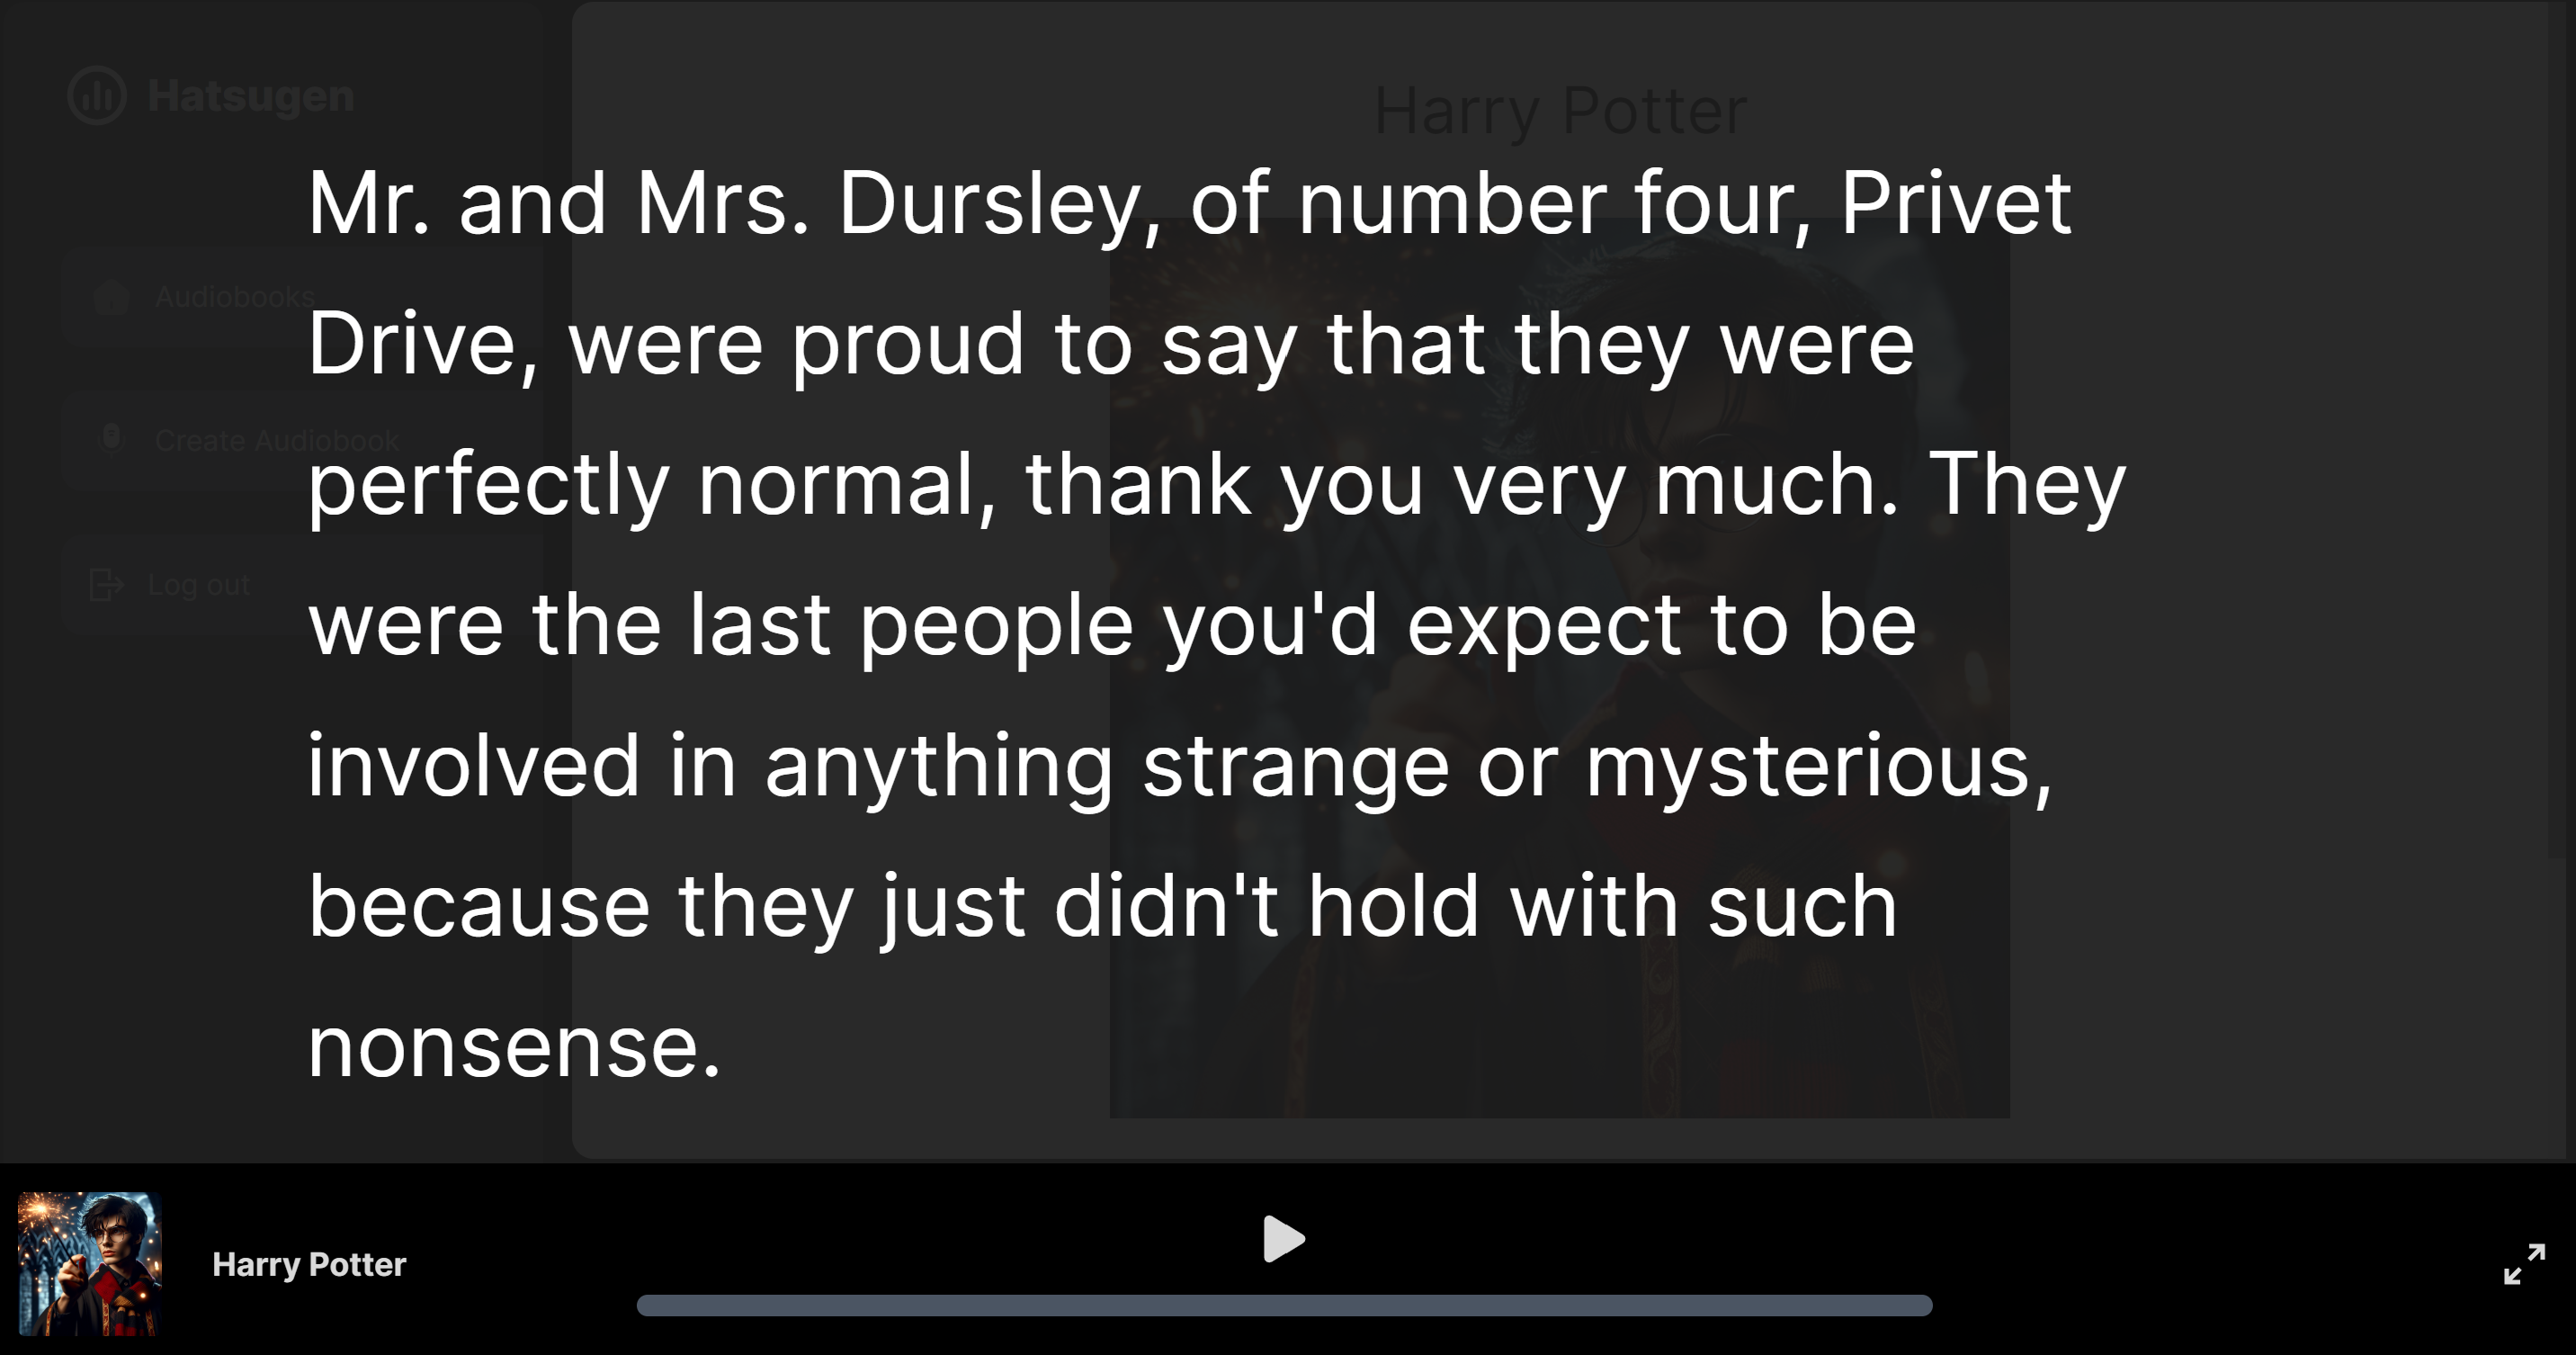 Hatsugen
Harry Potter
Audiobooks
Create Audiobook
Log out
Mr. and Mrs. Dursley, of number four, Privet
Drive, were proud to say that they were
perfectly normal, thank you very much. They
were the last people you'd expect to be
involved in anything strange or mysterious,
because they just didn't hold with such
nonsense.
Harry Potter